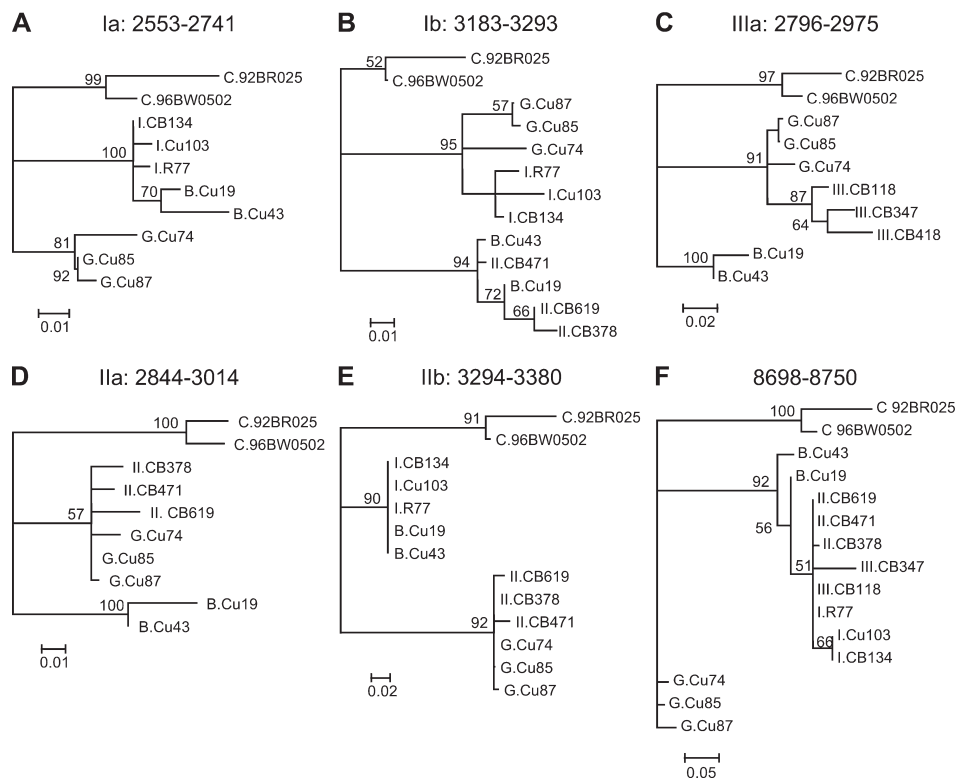 A Ia: 2553-2741
99
C.92BR025
C.96BW0502
I.CB134
I.Cu103
100
I.R77
70
B.Cu19
B.Cu43
G.Cu74
81
G.Cu85
92
G.Cu87
0.01
B Ib: 3183-3293
52
C.92BR025
C.96BW0502
57
G.Cu87
G.Cu85
95
G.Cu74
I.R77
I.Cu103
I.CB134
B.Cu43
94
II.CB471
B.Cu19
72
66
II.CB619
II.CB378
0.01
C IIIa: 2796-2975
97
C.92BR025
C.96BW0502
G.Cu87
G.Cu85
91
G.Cu74
III.CB118
87
III.CB347
64
III.CB418
B.Cu19
100
B.Cu43
0.02
D IIa: 2844-3014
100
C.92BR025
C.96BW0502
II.CB378
II.CB471
II. CB619
57
G.Cu74
G.Cu85
G.Cu87
100
B.Cu19
B.Cu43
0.01
E IIb: 3294-3380
91
C.92BR025
C.96BW0502
I.CB134
I.Cu103
90
I.R77
B.Cu19
B.Cu43
II.CB619
II.CB378
92
II.CB471
G.Cu74
G.Cu85
G.Cu87
0.02
F 8698-8750
100
C 92BR025
C 96BW0502
B.Cu43
92
B.Cu19
II.CB619
56
II.CB471
II.CB378
51
III.CB347
III.CB118
I.R77
66
I.Cu103
I.CB134
G.Cu74
G.Cu85
G.Cu87
0.05